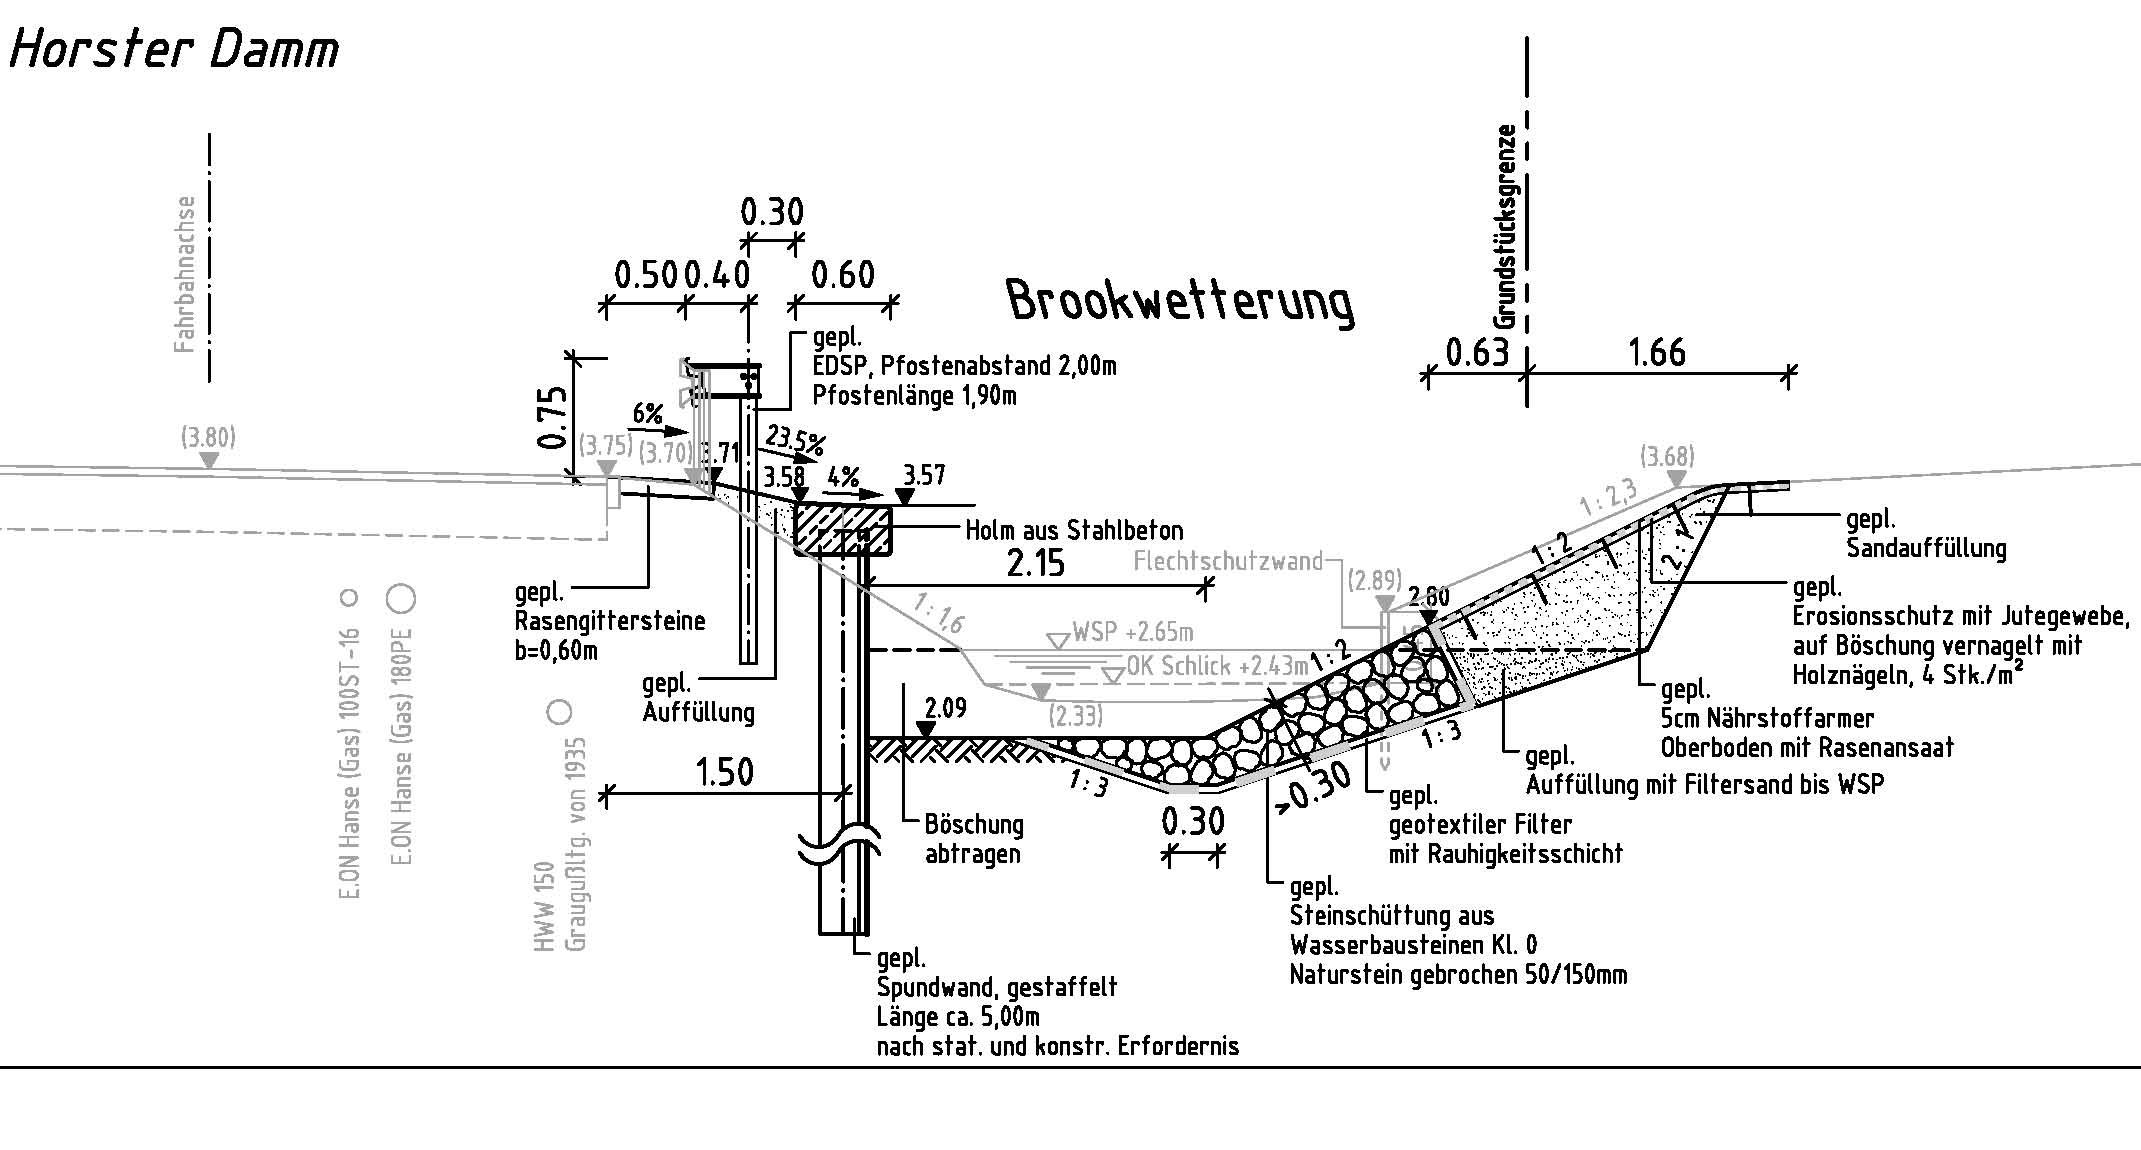 Horster Damm
Fahrbahnachse
0.30
0.50
0.40
0.60
Brookwetterung
Grundstücksgrenze
0.63
1.66
gepl.
EDSP, Pfostenabstand 2,00m
Pfostenlänge 1,90m
0.75
6%
23.5%
(3.80)
(3.75)
(3.70)
3.71
3.58
4%
3.57
(3.68)
1:2,3
Holm aus Stahlbeton
2.15
Flechtschutzwand
(2.89)
2.80
1:2
2:1
gepl.
Sandauffüllung
gepl.
Erosionsschutz mit Jutegewebe,
auf Böschung vernagelt mit
Holznägeln, 4 Stk./m²
gepl.
Rasengittersteine
b=0,60m
1:1,6
WSP +2.65m
OK Schlick +2.43m
1:2
gepl.
Auffüllung
(2.33)
2.09
gepl.
5cm Nährstoffarmer
Oberboden mit Rasenansaat
1:3
gepl.
Auffüllung mit Filtersand bis WSP
1.50
1:3
>0.30
gepl.
geotextiler Filter
mit Rauhigkeitsschicht
Böschung
abtragen
0.30
E.ON Hanse (Gas) 100ST-16
E.ON Hanse (Gas) 180PE
HWW 150
Graugußltg. von 1935
gepl.
Steinschüttung aus
Wasserbausteinen Kl. 0
Naturstein gebrochen 50/150mm
gepl.
Spundwand, gestaffelt
Länge ca. 5,00m
nach stat. und konstr. Erfordernis